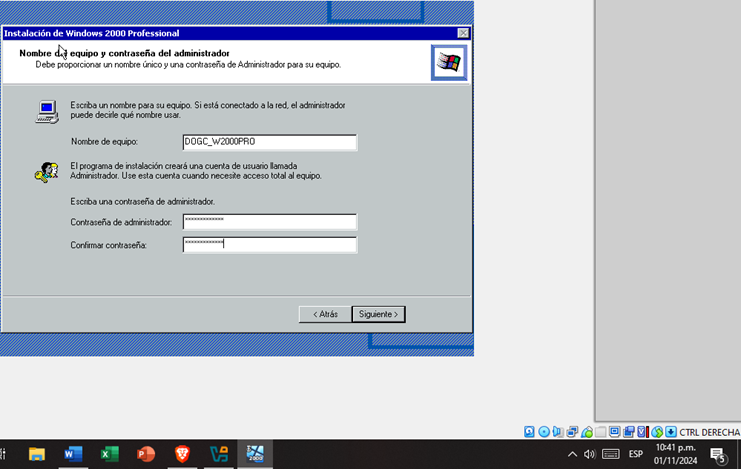 Instalación de Windows 2000 Professional
Nombre del equipo y contraseña del administrador
Debe proporcionar un nombre único y una contraseña de Administrador para su equipo.
Escriba un nombre para su equipo. Si está conectado a la red, el administrador
puede decirle qué nombre usar.
Nombre de equipo:
DOGC_W2000PRO
El programa de instalación creará una cuenta de usuario llamada
Administrador. Use esta cuenta cuando necesite acceso total al equipo.
Escriba una contraseña de administrador.
Contraseña de administrador:
*************
Confirmar contraseña:
*************
< Atrás
Siguiente >
CTRL DERECHA
ESP
10:41 p.m.
01/11/2024
5